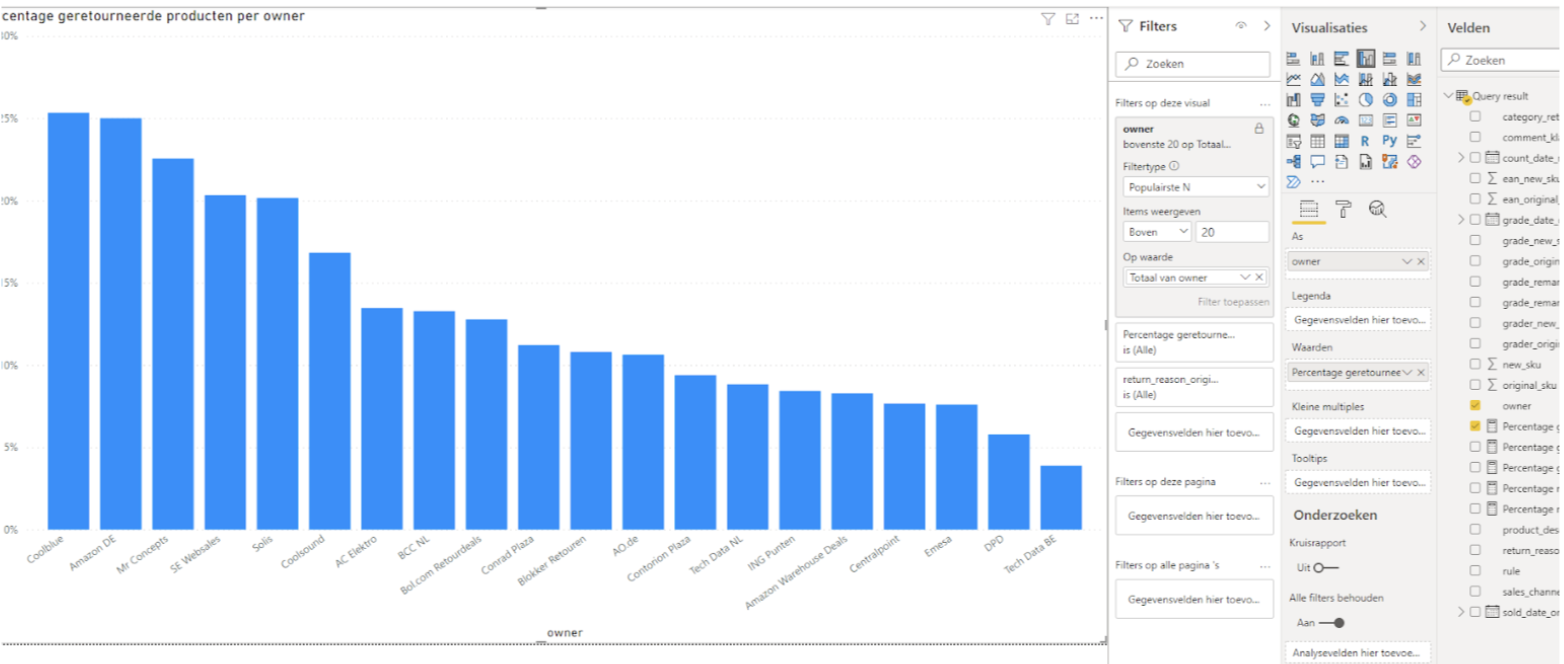 centage geretourneerde producten per owner
30%
25%
20%
15%
10%
5%
0%
Coolblue
Amazon DE
Mr Concepts
SE Websales
Solis
Coolsound
AC Elektro
BCC NL
Bol.com Retourdeals
Conrad Plaza
Blokker Retouren
AO.de
Contorion Plaza
Tech Data NL
ING Punten
Amazon Warehouse Deals
Centralpoint
Emesa
DPD
Tech Data BE
owner
Filters
Zoeken
Filters op deze visual
owner
bovenste 20 op Totaal...
Filtertype
Populairste N
Items weergeven
Boven 20
Op waarde
Totaal van owner
Filter toepassen
Percentage geretourne...
is (Alle)
return_reason_origi...
is (Alle)
Gegevensvelden hier toevo...
Filters op deze pagina
Gegevensvelden hier toevo...
Filters op alle pagina 's
Gegevensvelden hier toevo...
Visualisaties
R Py
As
owner
Legenda
Gegevensvelden hier toevo...
Waarden
Percentage geretournee
Kleine multiples
Gegevensvelden hier toevo...
Tooltips
Gegevensvelden hier toevo...
Onderzoeken
Kruisrapport
Uit
Alle filters behouden
Aan
Analysevelden hier toevoe...
Velden
Zoeken
Query result
category_ret
comment_kl
count_date_
ean_new_sku
ean_original_
grade_date_
grade_new_
grade_origin
grade_remar
grade_remar
grader_new_
grader_origi
new_sku
original_sku
owner
Percentage g
Percentage g
Percentage g
Percentage r
Percentage r
product_des
return_reaso
rule
sales_channe
sold_date_or